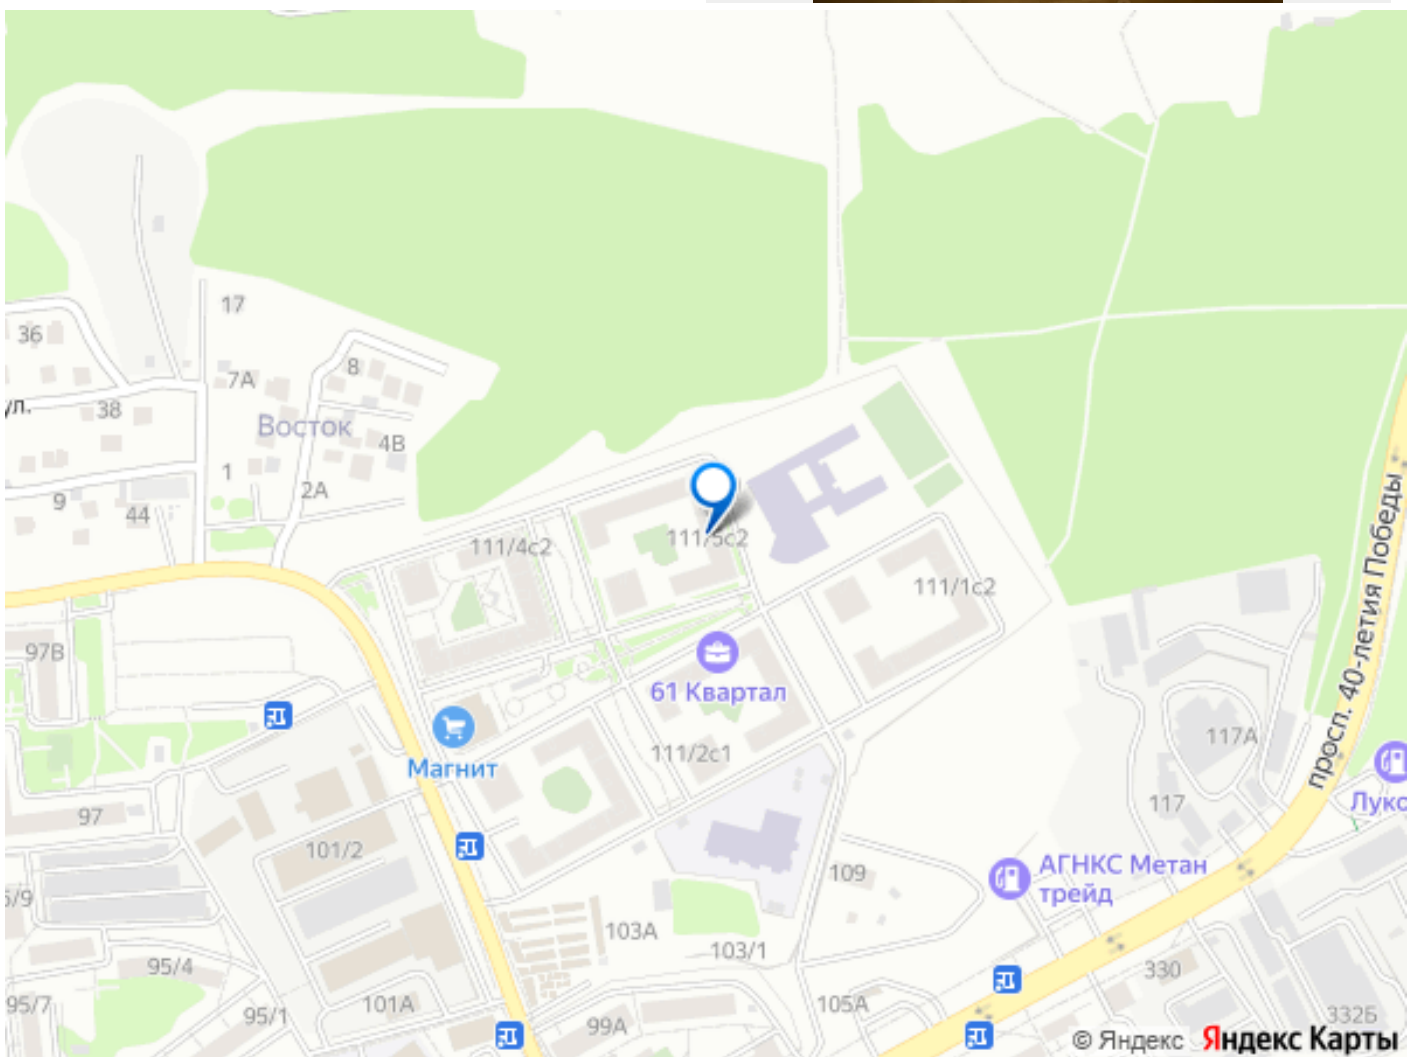 17
36
8
7А
ул.
38
Восток
4В
1
9
2А
44
111/4с2
111/5с2
111/1с2
просп. 40-летия Победы
97В
61 Квартал
Магнит
111/2с1
117А
117
Луко
97
101/2
109
АГНКС Метан
трейд
5/9
103А
103/1
95/4
330
95/7
101А
105А
95/1
99А
332Б
© Яндекс Яндекс Карты